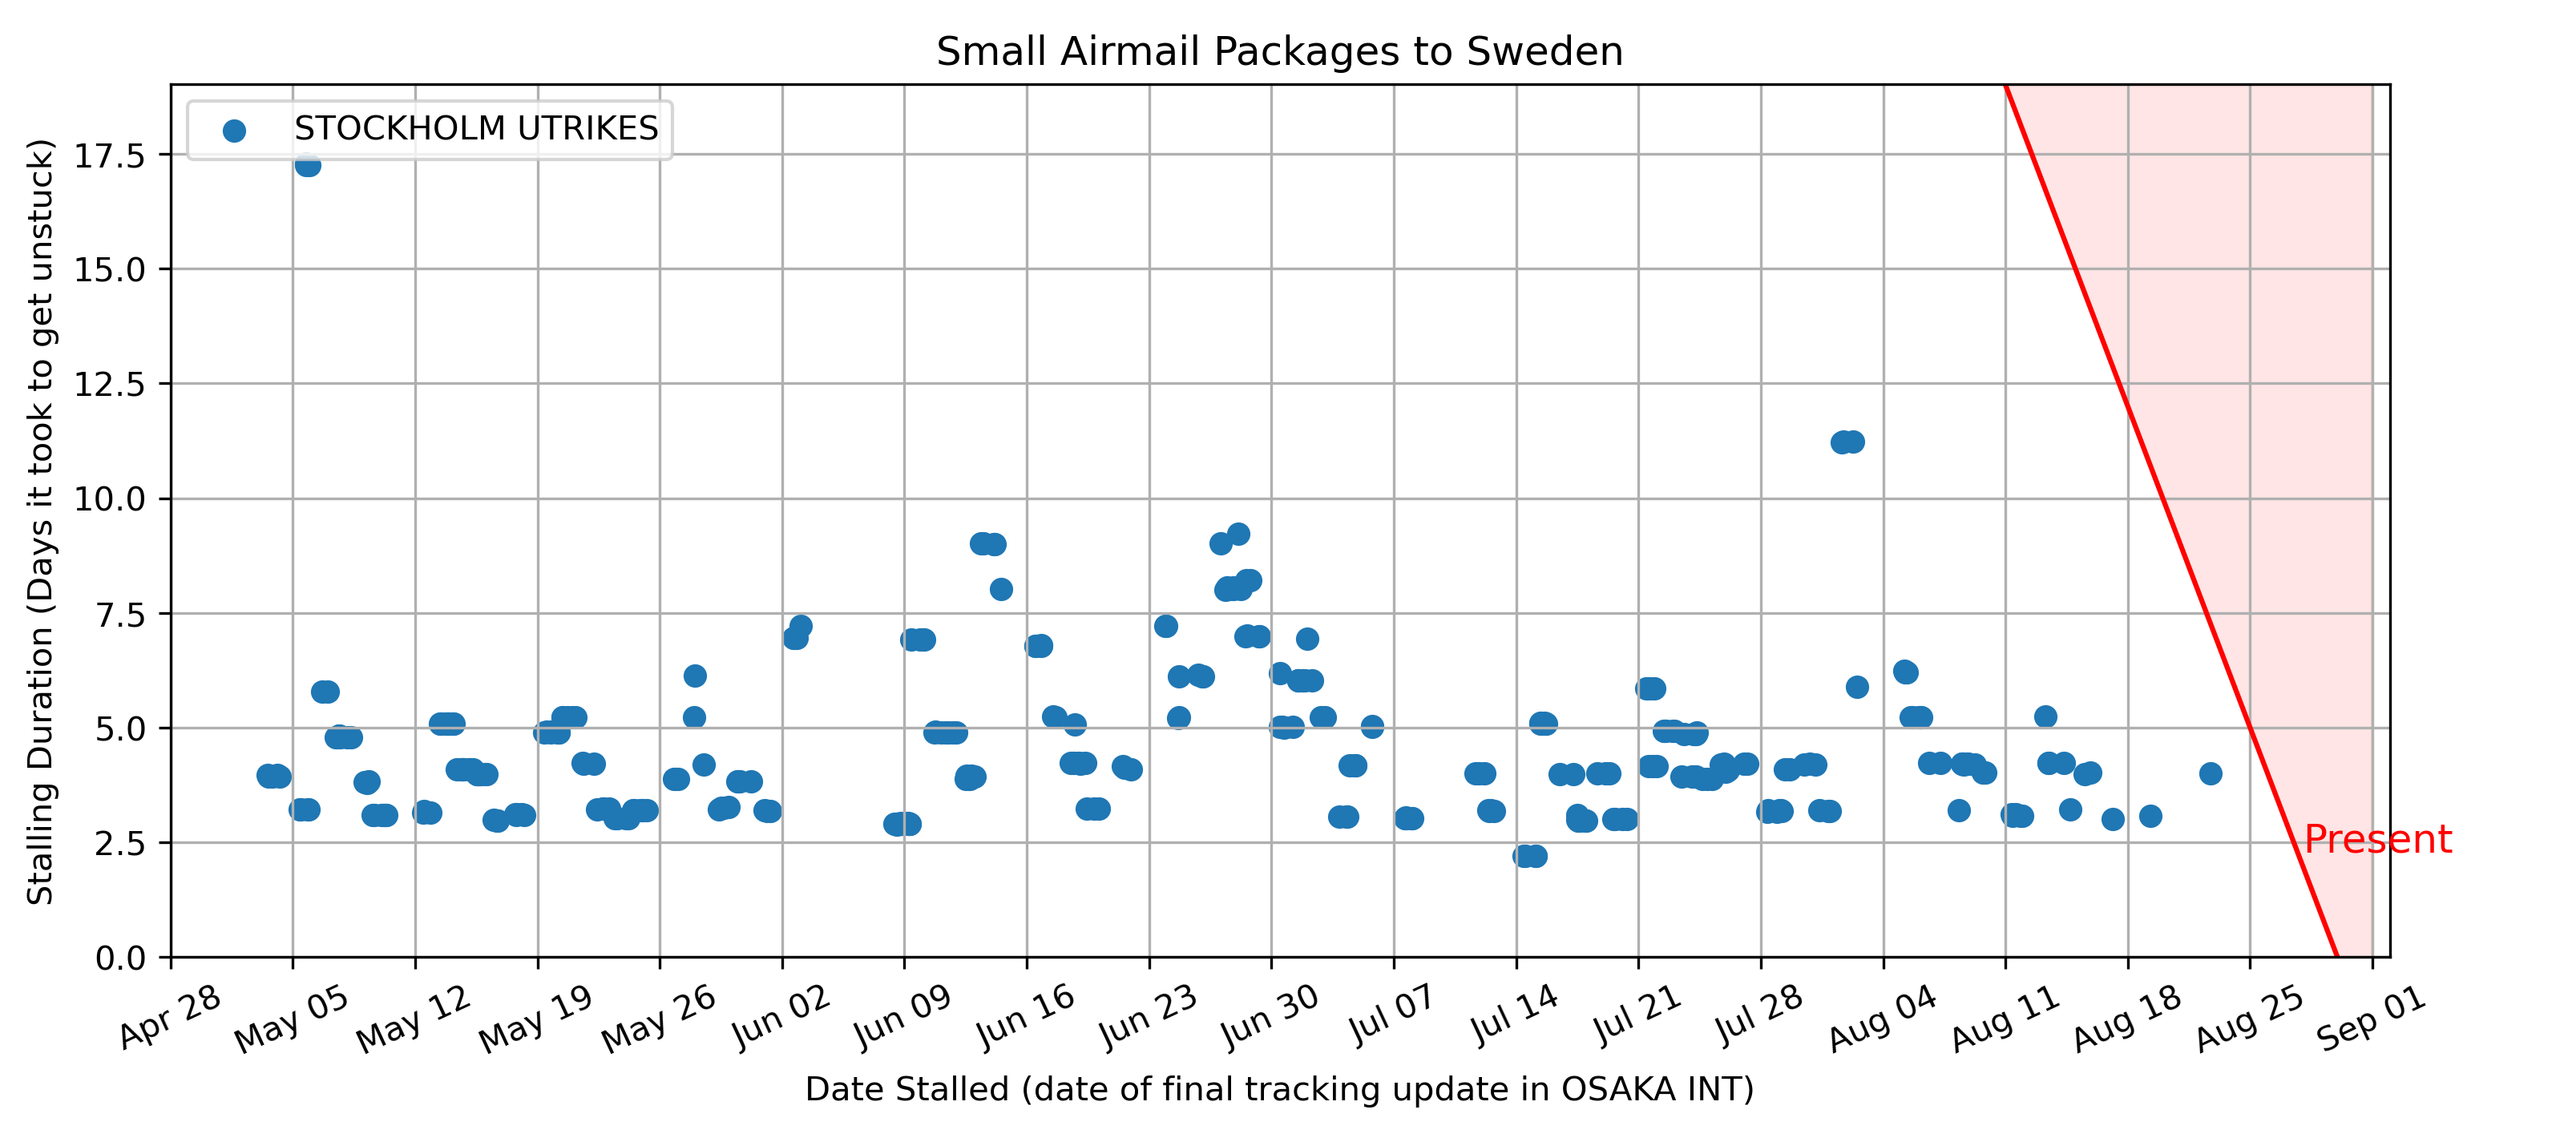 Small Airmail Packages to Sweden
STOCKHOLM UTRIKES
Stalling Duration (Days it took to get unstuck)
17.5
15.0
12.5
10.0
7.5
5.0
2.5
0.0
Present
Apr 28
May 05
May 12
May 19
May 26
Jun 02
Jun 09
Jun 16
Jun 23
Jun 30
Jul 07
Jul 14
Jul 21
Jul 28
Aug 04
Aug 11
Aug 18
Aug 25
Sep 01
Date Stalled (date of final tracking update in OSAKA INT)